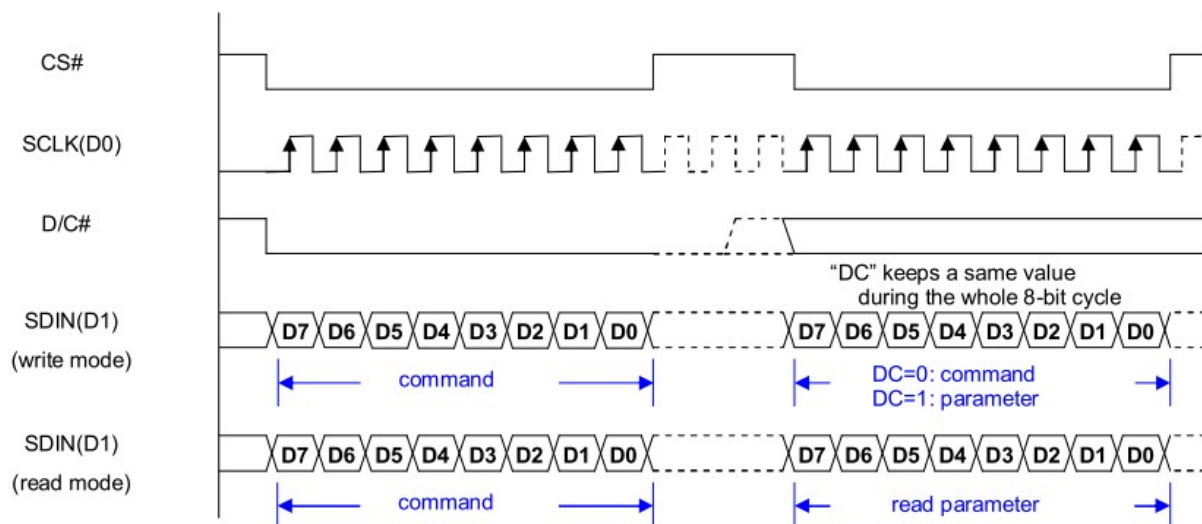 CS#
SCLK(D0)
D/C#
“DC” keeps a same value
during the whole 8-bit cycle
SDIN(D1)
(write mode)
D7 D6 D5 D4 D3 D2 D1 D0
D7 D6 D5 D4 D3 D2 D1 D0
command
DC=0: command
DC=1: parameter
SDIN(D1)
(read mode)
D7 D6 D5 D4 D3 D2 D1 D0
D7 D6 D5 D4 D3 D2 D1 D0
command
read parameter